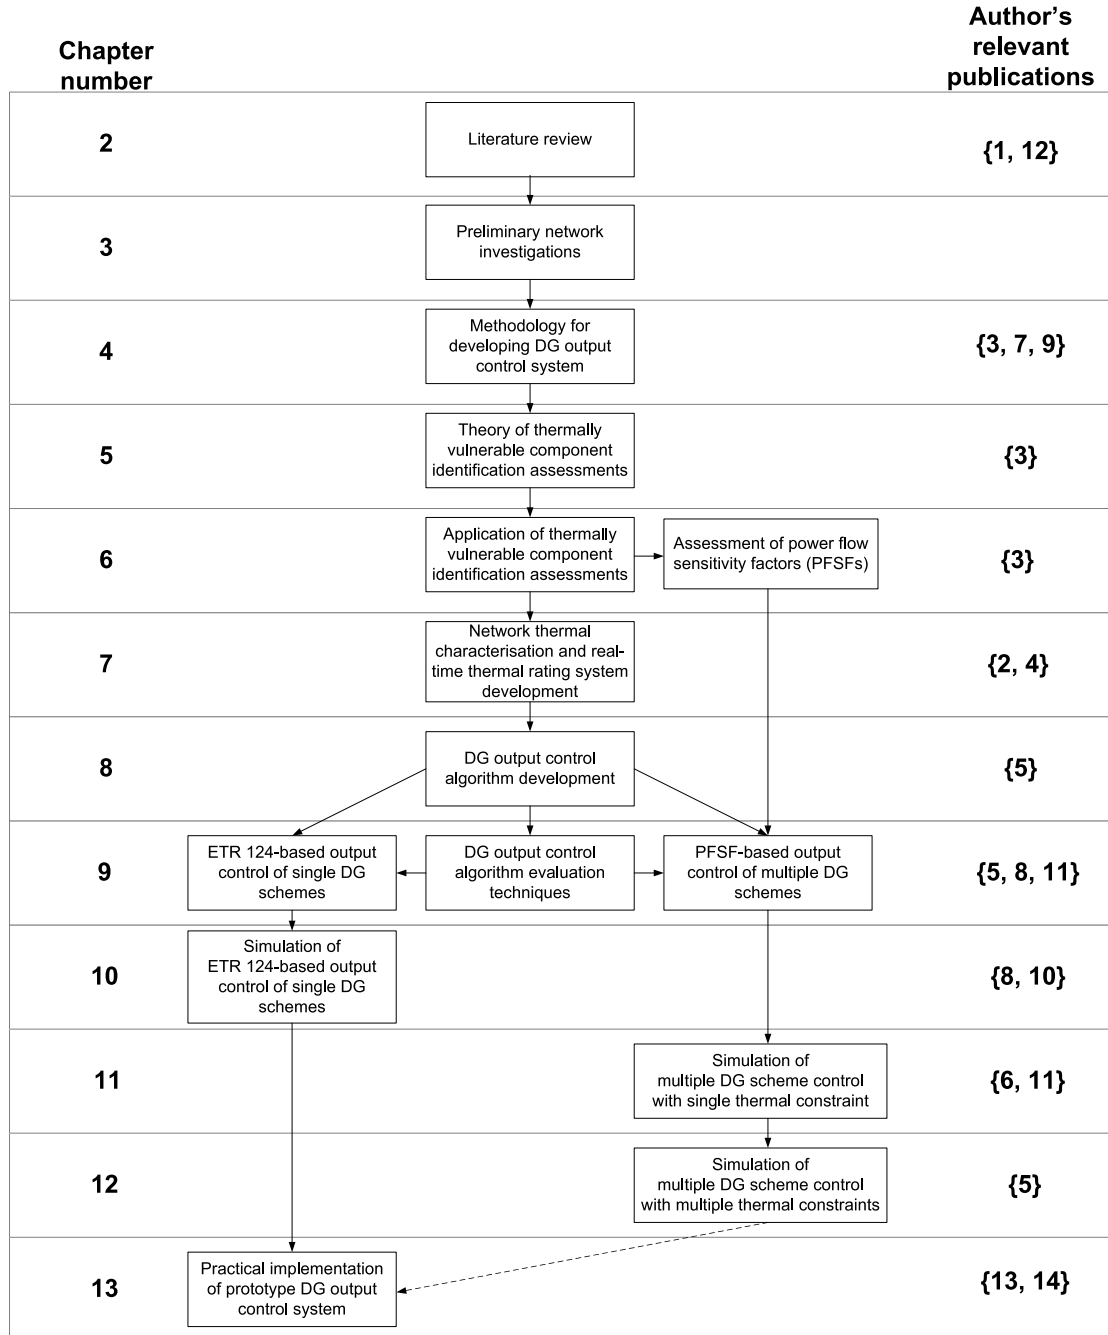 Chapter
number
Author's
relevant
publications
2
Literature review
{1, 12}
3
Preliminary network
investigations
4
Methodology for
developing DG output
control system
{3, 7, 9}
5
Theory of thermally
vulnerable component
identification assessments
{3}
6
Application of thermally
vulnerable component
identification assessments
Assessment of power flow
sensitivity factors (PFSFs)
{3}
7
Network thermal
characterisation and real-
time thermal rating system
development
{2, 4}
8
DG output control
algorithm development
{5}
9
ETR 124-based output
control of single DG
schemes
DG output control
algorithm evaluation
techniques
PFSF-based output
control of multiple DG
schemes
{5, 8, 11}
10
Simulation of
ETR 124-based output
control of single DG
schemes
{8, 10}
11
Simulation of
multiple DG scheme control
with single thermal constraint
{6, 11}
12
Simulation of
multiple DG scheme control
with multiple thermal constraints
{5}
13
Practical implementation
of prototype DG output
control system
{13, 14}